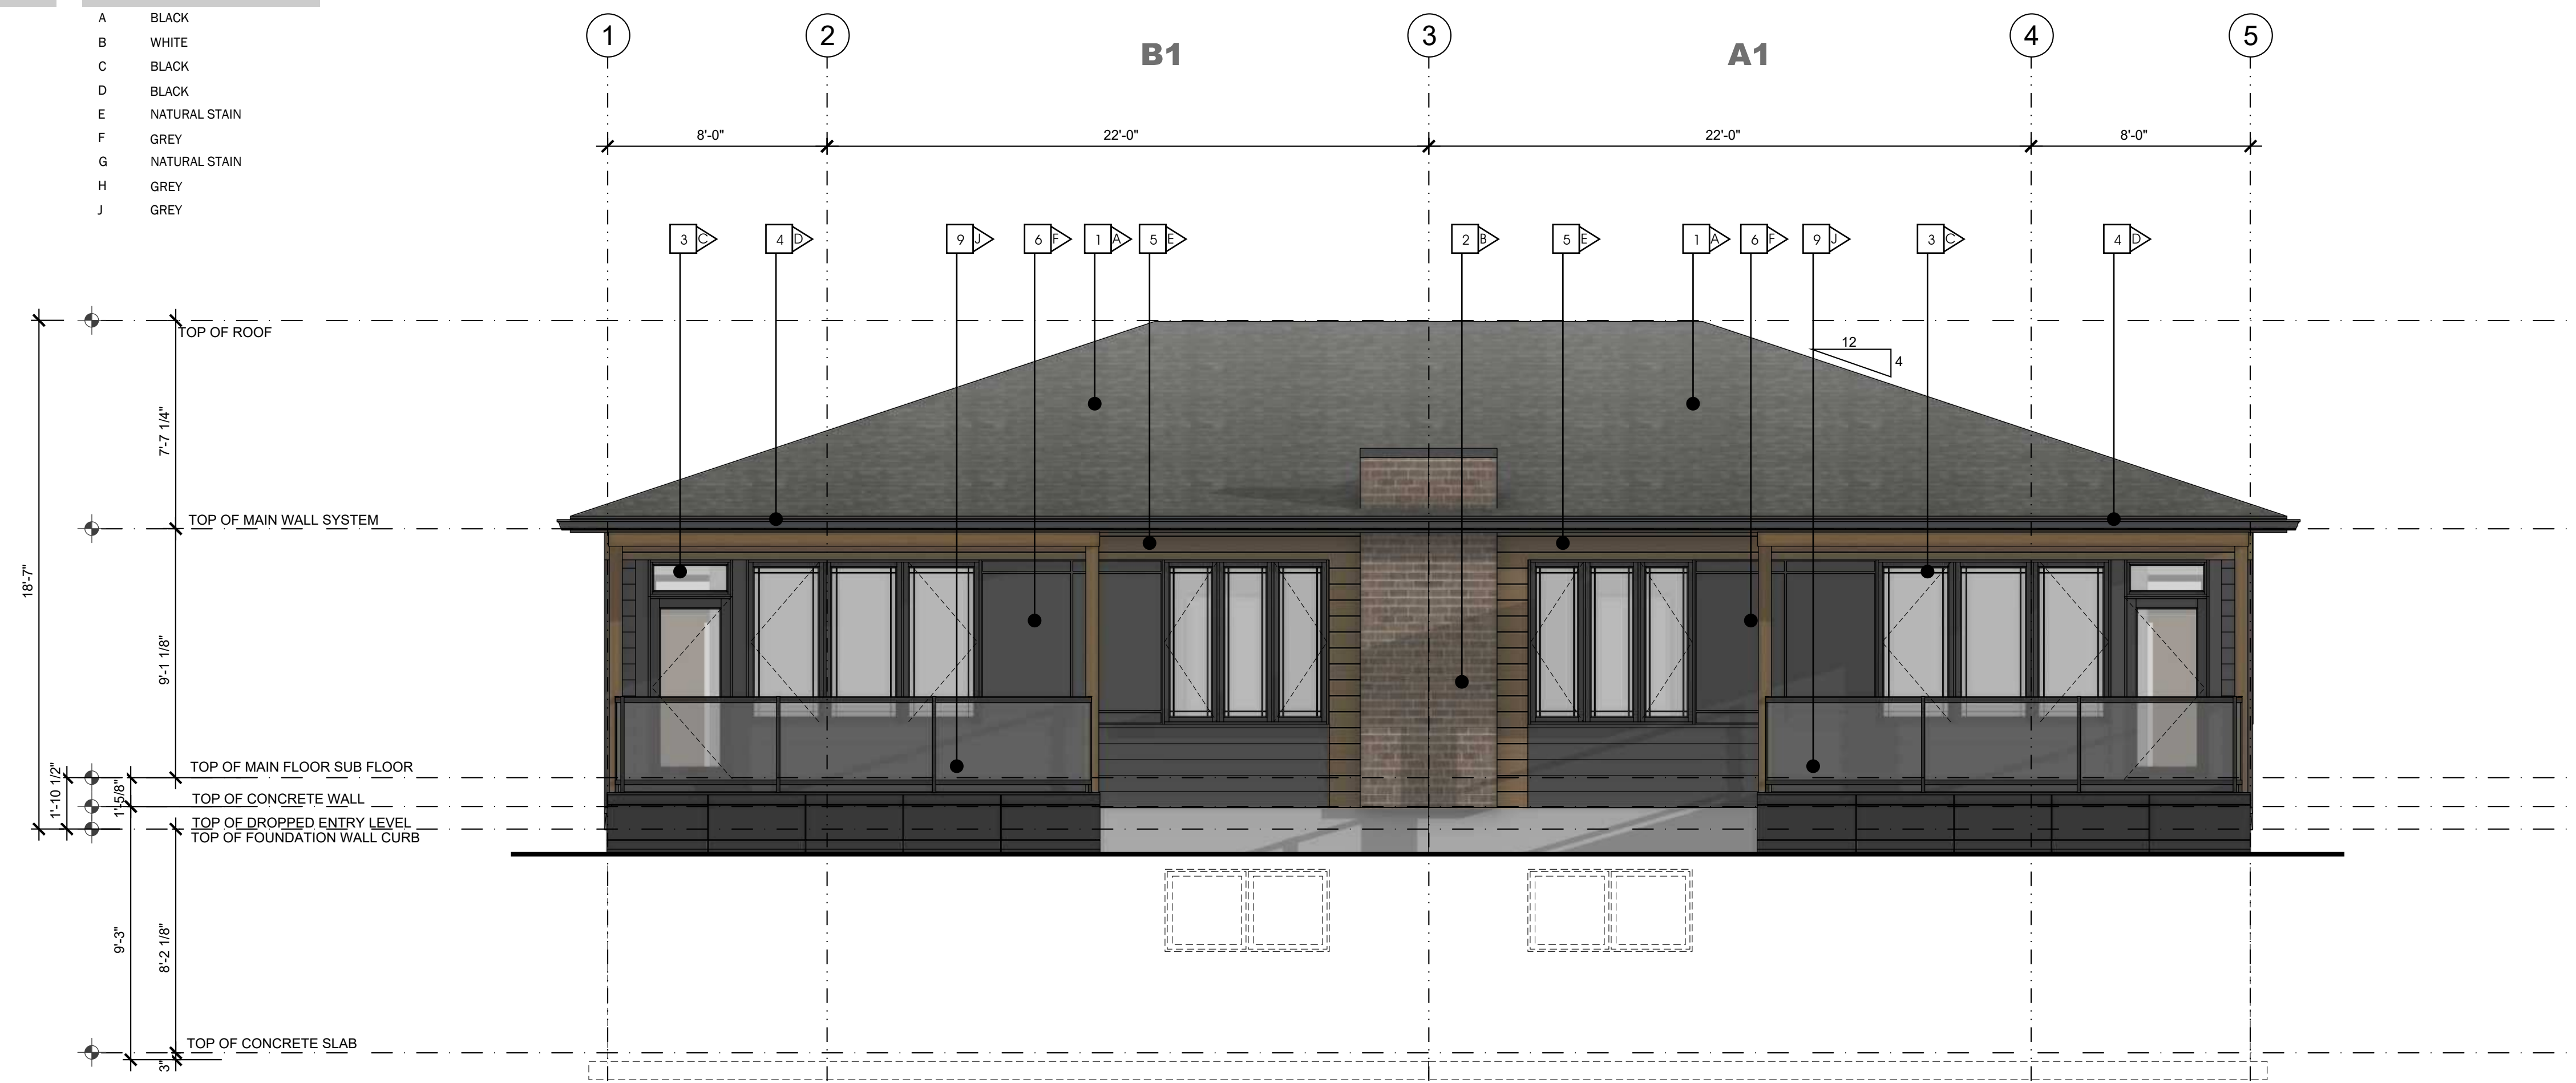 A BLACK
B WHITE
C BLACK
D BLACK
E NATURAL STAIN
F GREY
G NATURAL STAIN
H GREY
J GREY
1 2 3 4 5
B1 A1
8'-0" 22'-0" 22'-0" 8'-0"
3 C 4 D 9 J 6 F 1 A 5 E 2 B 5 E 1 A 6 F 9 J 3 C 4 D
TOP OF ROOF
12
4
7'-7 1/4"
TOP OF MAIN WALL SYSTEM
18'-7"
9'-1 1/8"
TOP OF MAIN FLOOR SUB FLOOR
1'-10 1/2"
1'-5/8"
TOP OF CONCRETE WALL
TOP OF DROPPED ENTRY LEVEL
TOP OF FOUNDATION WALL CURB
9'-3"
8'-2 1/8"
TOP OF CONCRETE SLAB
3"